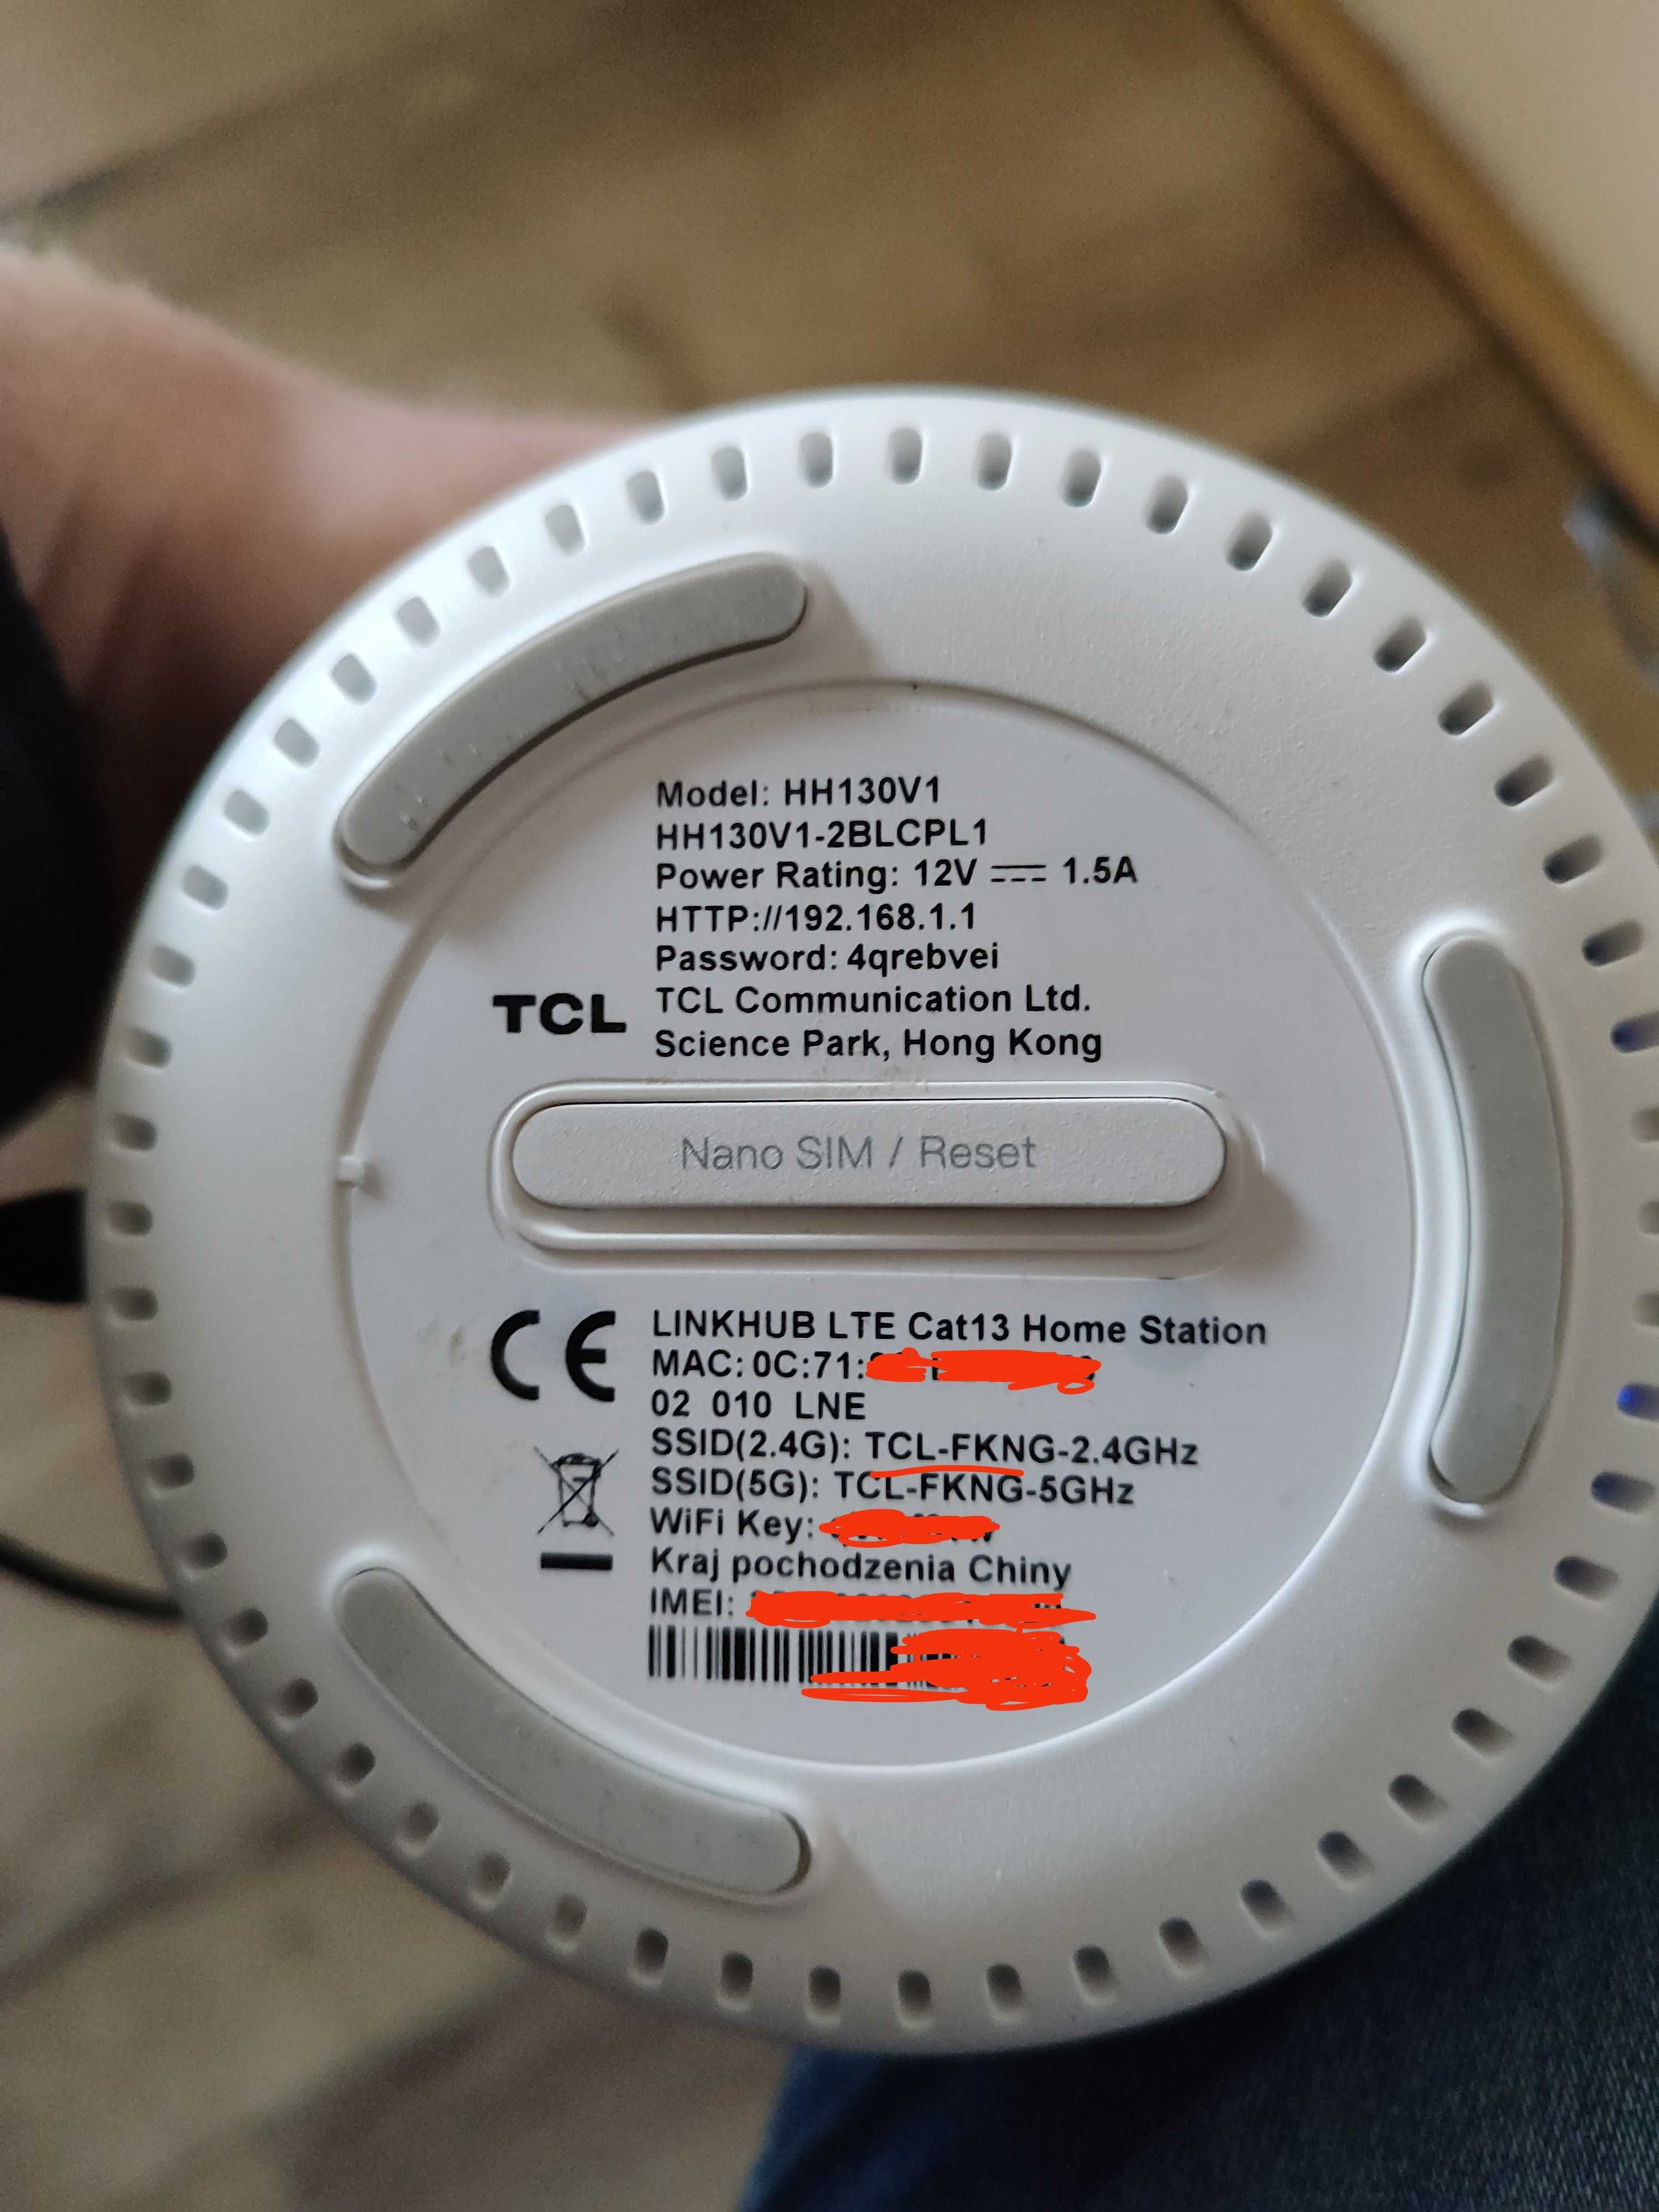 Model: HH130V1
HH130V1-2BLCPL1
Power Rating: 12V ⎓ 1.5A
HTTP://192.168.1.1
Password: 4qrebvei
TCL
TCL Communication Ltd.
Science Park, Hong Kong
Nano SIM / Reset
CE
LINKHUB LTE Cat13 Home Station
MAC: 0C:71:
02 010 LNE
SSID(2.4G): TCL-FKNG-2.4GHz
SSID(5G): TCL-FKNG-5GHz
WiFi Key:
Kraj pochodzenia Chiny
IMEI: